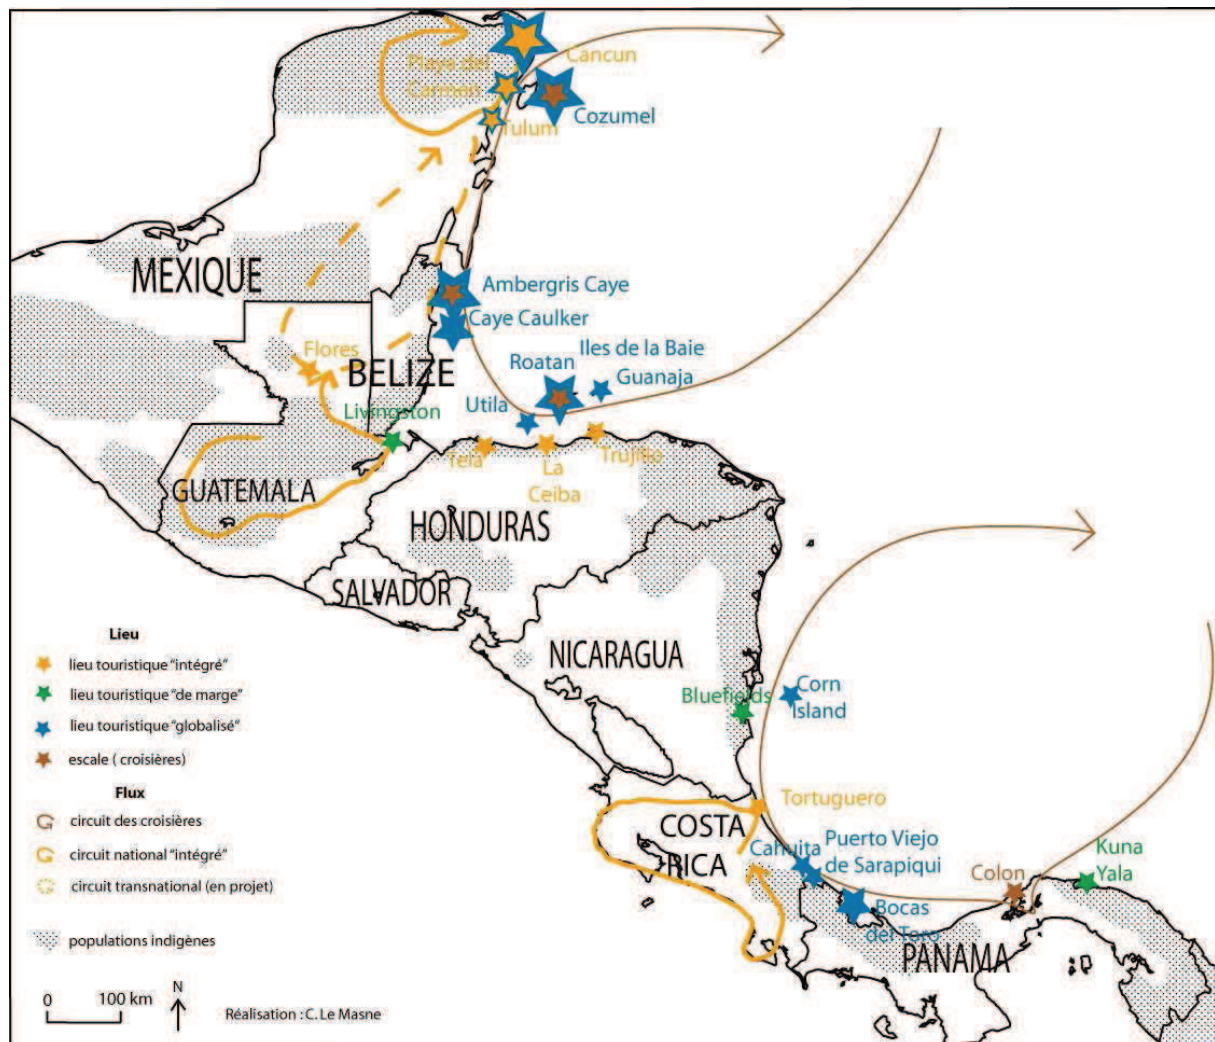 Cancun
Playa del
Carmen
Cozumel
Tulum
MEXIQUE
Ambergris Caye
Caye Caulker
Flores
BELIZE
Iles de la Baie
Roatan
Guanaja
Utila
Livingston
Tela
La
Ceiba
Trujillo
GUATEMALA
HONDURAS
SALVADOR
NICARAGUA
Bluefields
Corn
Island
Tortuguero
COSTA
RICA
Cahuita
Puerto Viejo
de Sarapiqui
Colon
Kuna
Yala
Bocas
del Toro
PANAMA
Lieu
lieu touristique "intégré"
lieu touristique "de marge"
lieu touristique "globalisé"
escale ( croisières)
Flux
circuit des croisières
circuit national "intégré"
circuit transnational (en projet)
populations indigènes
0 100 km
N
Réalisation : C. Le Masne